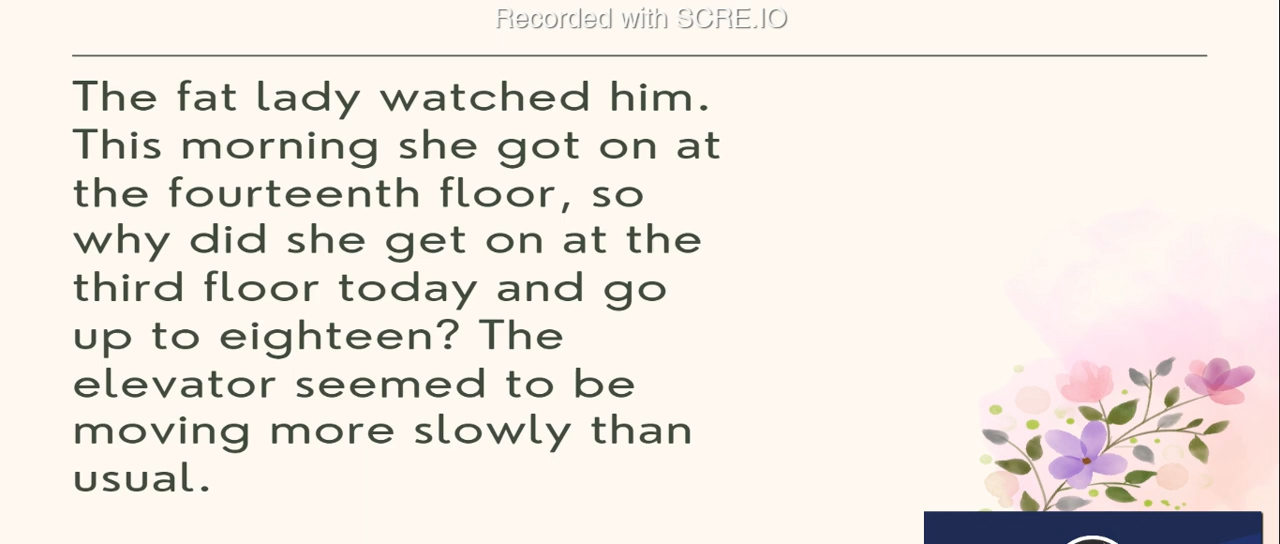 Recorded with SCRE.IO
The fat lady watched him.
This morning she got on at
the fourteenth floor, so
why did she get on at the
third floor today and go
up to eighteen? The
elevator seemed to be
moving more slowly than
usual.